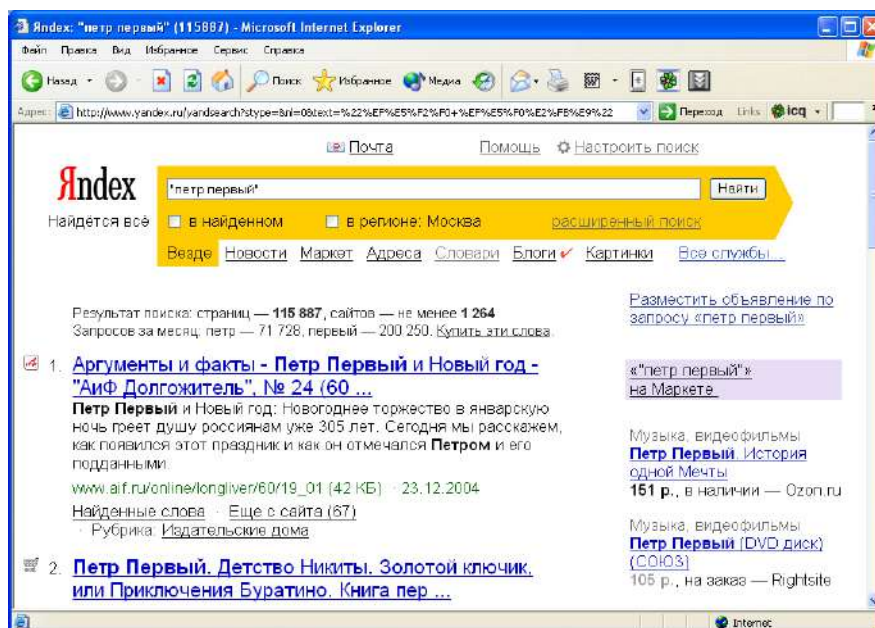 Яndex: "петр первый" (115887) - Microsoft Internet Explorer
Файл Правка Вид Избранное Сервис Справка
Назад Поиск Избранное Медиа
Адрес: http://www.yandex.ru/yandsearch?stype=&nl=0&text=%22%EF%E5%F2%F0+%EF%E5%F0%E2%FB%E9%22 Переход Links icq
Почта Помощь Настроить поиск
Яndex "петр первый" Найти
Найдётся всё в найденном в регионе: Москва расширенный поиск
Везде Новости Маркет Адреса Словари Блоги Картинки Все службы...
Результат поиска: страниц — 115 887, сайтов — не менее 1 264
Запросов за месяц: петр — 71 728, первый — 200 250. Купить эти слова.
1. Аргументы и факты - Петр Первый и Новый год -
"АиФ Долгожитель", № 24 (60 ...
Петр Первый и Новый год: Новогоднее торжество в январскую
ночь греет душу россиянам уже 305 лет. Сегодня мы расскажем,
как появился этот праздник и как он отмечался Петром и его
подданными.
www.aif.ru/online/longliver/60/19_01 (42 КБ) · 23.12.2004
Найденные слова · Еще с сайта (67)
· Рубрика: Издательские дома
2. Петр Первый. Детство Никиты. Золотой ключик,
или Приключения Буратино. Книга пер ...
Разместить объявление по
запросу «петр первый»
«"петр первый"»
на Маркете
Музыка, видеофильмы
Петр Первый. История
одной Мечты
151 р., в наличии — Ozon.ru
Музыка, видеофильмы
Петр Первый (DVD диск)
(СОЮЗ)
105 р., на заказ — Rightsite
Internet